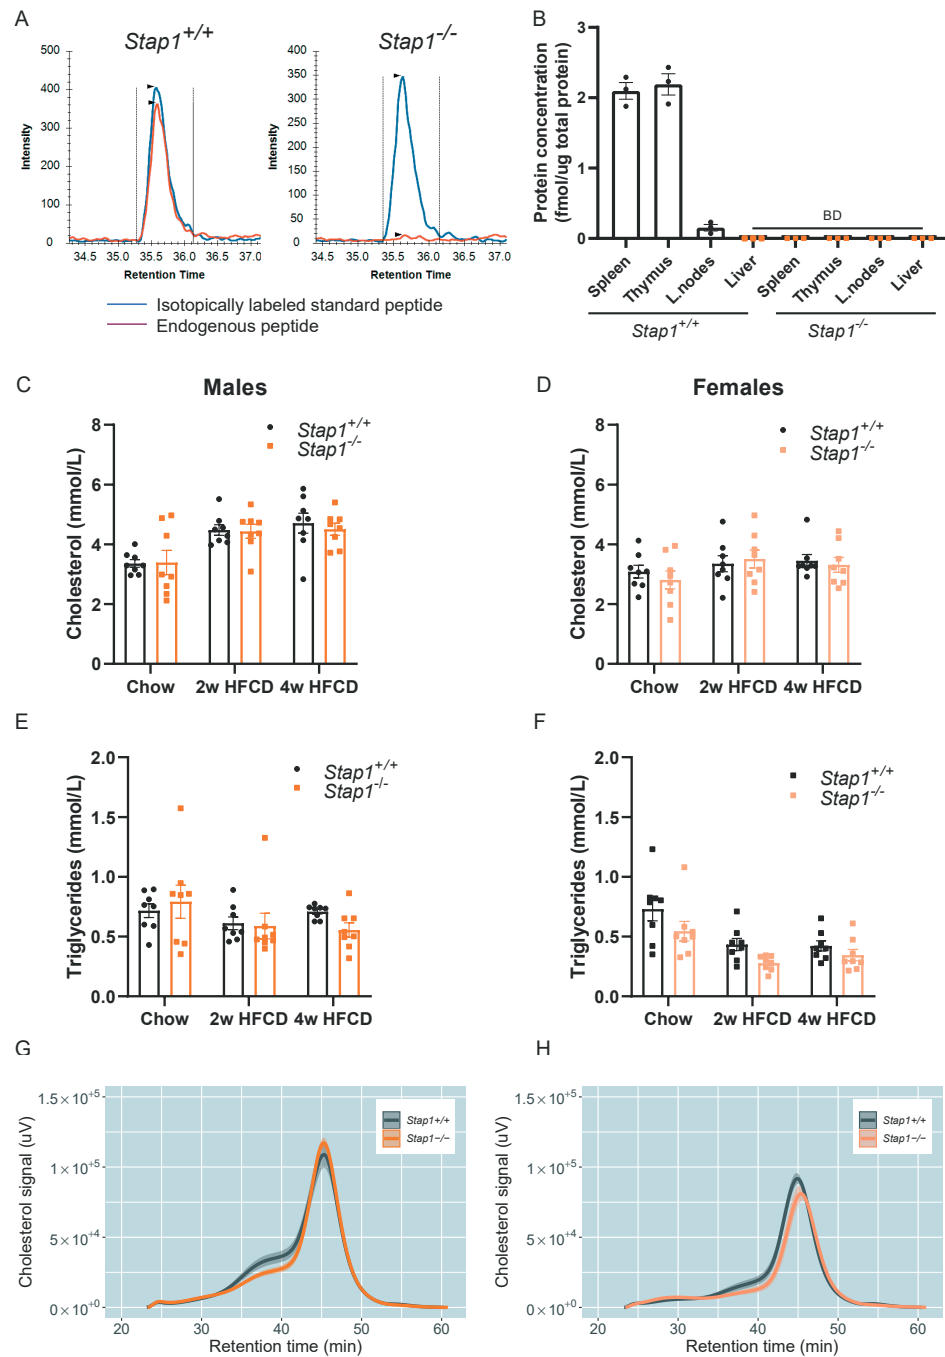 A
Stap1+/+
Stap1-/-
500
400
300
200
100
0
Intensity
34.5 35.0 35.5 36.0 36.5 37.0
Retention Time
400
350
300
250
200
150
100
50
0
Intensity
34.5 35.0 35.5 36.0 36.5 37.0
Retention Time
Isotopically labeled standard peptide
Endogenous peptide
B
Protein concentration
(fmol/ug total protein)
3
2
1
0
BD
Spleen Thymus L.nodes Liver Spleen Thymus L.nodes Liver
Stap1+/+ Stap1-/-
C
Males
Cholesterol (mmol/L)
8
6
4
2
0
Stap1+/+
Stap1-/-
Chow 2w HFCD 4w HFCD
D
Females
Cholesterol (mmol/L)
8
6
4
2
0
Stap1+/+
Stap1-/-
Chow 2w HFCD 4w HFCD
E
Triglycerides (mmol/L)
2.0
1.5
1.0
0.5
0.0
Stap1+/+
Stap1-/-
Chow 2w HFCD 4w HFCD
F
Triglycerides (mmol/L)
2.0
1.5
1.0
0.5
0.0
Stap1+/+
Stap1-/-
Chow 2w HFCD 4w HFCD
G
Cholesterol signal (uV)
1.5×10+5
1×10+5
5×10+4
0×10+0
Stap1+/+
Stap1−/−
20 30 40 50 60
Retention time (min)
H
Cholesterol signal (uV)
1.5×10+5
1×10+5
5×10+4
0×10+0
Stap1+/+
Stap1−/−
20 30 40 50 60
Retention time (min)